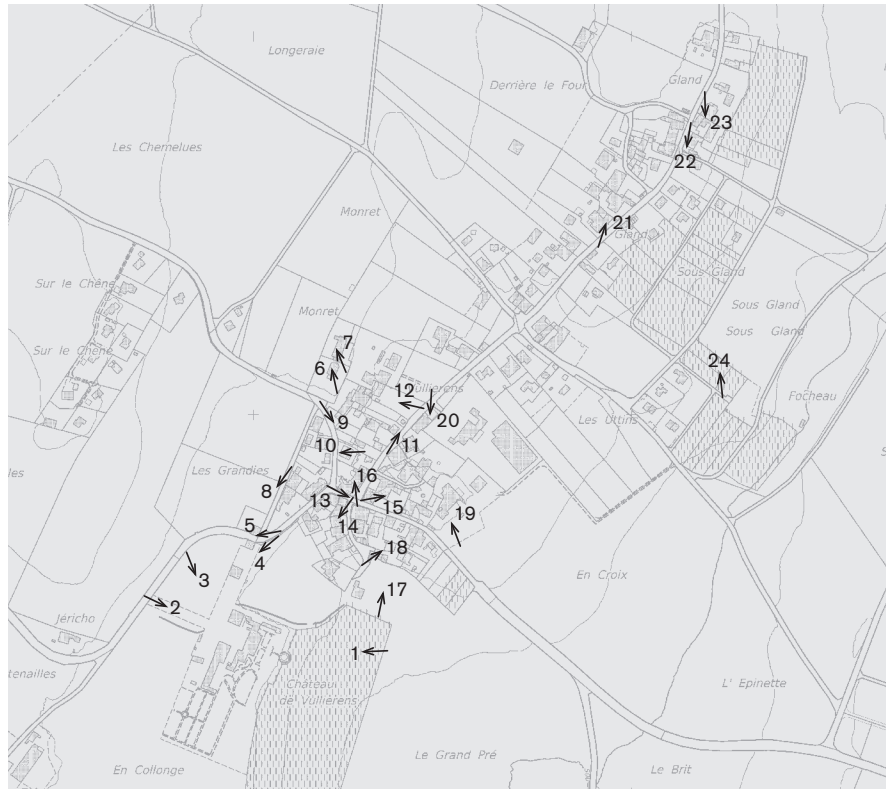 Longeraie
Gland
Derrière le Four
23
Les Chemelues
22
Monret
21
Gland
Sous Gland
Sur le Chêne
Sous Gland
Monret
Sous Gland
Sur le Chêne
7
24
6
Vullierens
12
Focheau
20
9
Les Uttins
11
10
Les Grandies
16
8
13
15
14
19
5
18
4
3
En Croix
17
2
Jéricho
1
tenailles
L' Epinette
Château
de Vullierens
Le Grand Pré
En Collonge
Le Brit